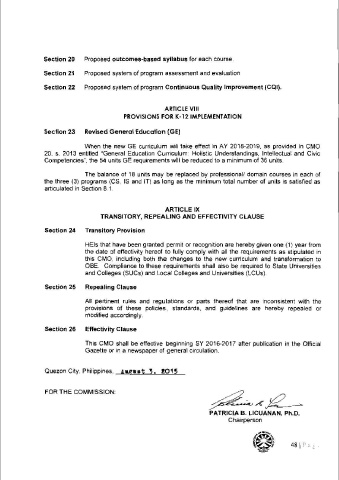 Section 20 Proposed outcomes-based syllabus for each course.
Section 21 Proposed system of program assessment and evaluation
Section 22 Proposed system of program Continuous Quality Improvement (CQI).
ARTICLE VIII
PROVISIONS FOR K-12 IMPLEMENTATION
Section 23 Revised General Education (GE)
When the new GE curriculum will take effect in AY 2018-2019, as provided in CMO
20, s. 2013 entitled "General Education Curriculum: Holistic Understandings, Intellectual and Civic
Competencies", the 54 units GE requirements will be reduced to a minimum of 36 units.
The balance of 18 units may be replaced by professional/ domain courses in each of
the three (3) programs (CS, IS and IT) as long as the minimum total number of units is satisfied as
articulated in Section 8.1.
ARTICLE IX
TRANSITORY, REPEALING AND EFFECTIVITY CLAUSE
Section 24 Transitory Provision
HEIs that have been granted permit or recognition are hereby given one (1) year from
the date of effectivity hereof to fully comply with all the requirements as stipulated in
this CMO, including both the changes to the new curriculum and transformation to
OBE. Compliance to these requirements shall also be required to State Universities
and Colleges (SUCs) and Local Colleges and Universities (LCUs).
Section 25 Repealing Clause
All pertinent rules and regulations or parts thereof that are inconsistent with the
provisions of these policies, standards, and guidelines are hereby repealed or
modified accordingly.
Section 26 Effectivity Clause
This CMO shall be effective beginning SY 2016-2017 after publication in the Official
Gazette or in a newspaper of general circulation.
Quezon City, Philippines, August 3, 2015
FOR THE COMMISSION:
PATRICIA B. LICUANAN, Ph.D.
Chairperson
48 | Page